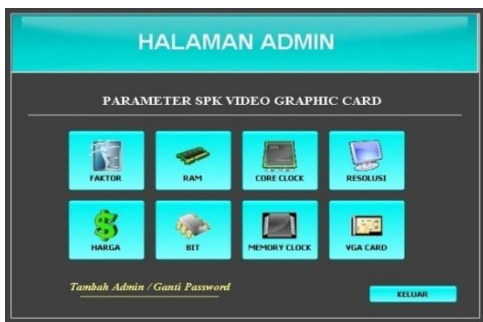 HALAMAN ADMIN
PARAMETER SPK VIDEO GRAPHIC CARD
FAKTOR
RAM
CORE CLOCK
RESOLUSI
HARGA
BIT
MEMORY CLOCK
VGA CARD
Tambah Admin / Ganti Password
KELUAR